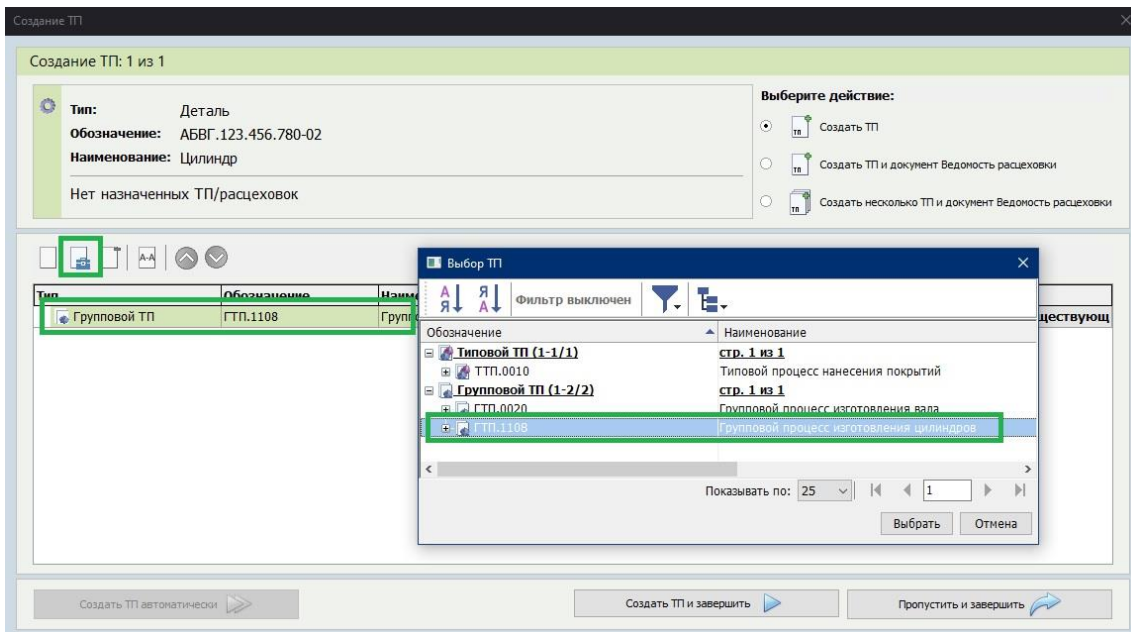 Создание ТП
Создание ТП: 1 из 1
Тип: Деталь
Обозначение: АБВГ.123.456.780-02
Наименование: Цилиндр
Нет назначенных ТП/расцеховок
Выберите действие:
Создать ТП
Создать ТП и документ Ведомость расцеховки
Создать несколько ТП и документ Ведомость расцеховки
А-А
Тип Обозначение
Групповой ТП ГТП.1108
ществующ
Выбор ТП
Фильтр выключен
Обозначение Наименование
Типовой ТП (1-1/1) стр. 1 из 1
ТТП.0010 Типовой процесс нанесения покрытий
Групповой ТП (1-2/2) стр. 1 из 1
ГТП.0020 Групповой процесс изготовления вала
ГТП.1108 Групповой процесс изготовления цилиндров
Показывать по: 25 1
Выбрать Отмена
Создать ТП автоматически Создать ТП и завершить Пропустить и завершить